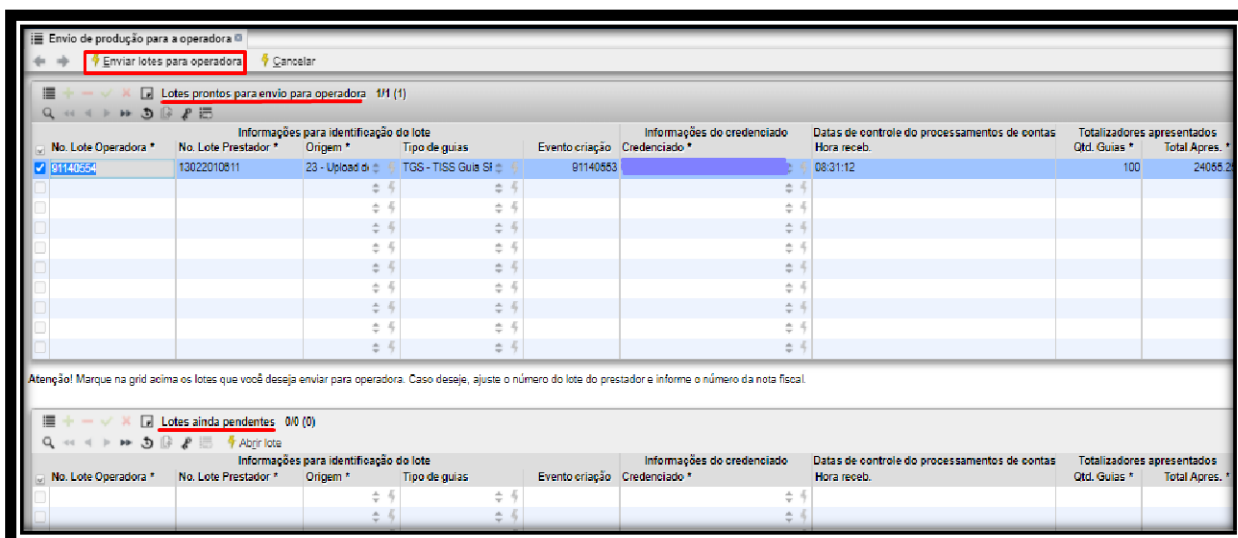 Envio de produção para a operadora
Enviar lotes para operadora Cancelar
Lotes prontos para envio para operadora 1/1 (1)
Informações para identificação do lote Informações do credenciado Datas de controle do processamentos de contas Totalizadores apresentados
No. Lote Operadora * No. Lote Prestador * Origem * Tipo de guias Evento criação Credenciado * Hora receb. Qtd. Guias * Total Apres. *
91140554 13022010611 23 - Upload d TGS - TISS Guia SP 91140553 08:31:12 100 24055.25
Atenção! Marque na grid acima os lotes que você deseja enviar para operadora. Caso deseje, ajuste o número do lote do prestador e informe o número da nota fiscal.
Lotes ainda pendentes 0/0 (0)
Abrir lote
Informações para identificação do lote Informações do credenciado Datas de controle do processamentos de contas Totalizadores apresentados
No. Lote Operadora * No. Lote Prestador * Origem * Tipo de guias Evento criação Credenciado * Hora receb. Qtd. Guias * Total Apres. *